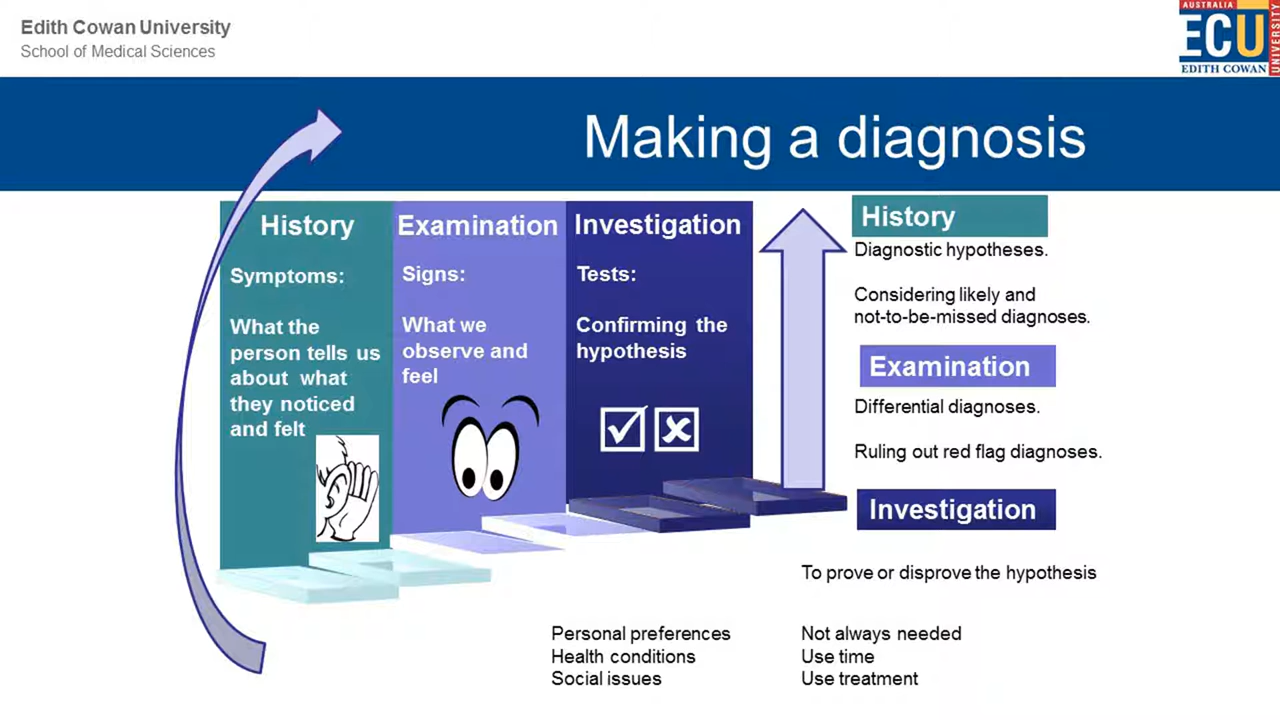 Edith Cowan University
School of Medical Sciences
AUSTRALIA
ECU
EDITH COWAN
UNIVERSITY
Making a diagnosis
History
Symptoms:
What the
person tells us
about what
they noticed
and felt
Examination
Signs:
What we
observe and
feel
Investigation
Tests:
Confirming the
hypothesis
History
Diagnostic hypotheses.
Considering likely and
not-to-be-missed diagnoses.
Examination
Differential diagnoses.
Ruling out red flag diagnoses.
Investigation
To prove or disprove the hypothesis
Personal preferences
Health conditions
Social issues
Not always needed
Use time
Use treatment